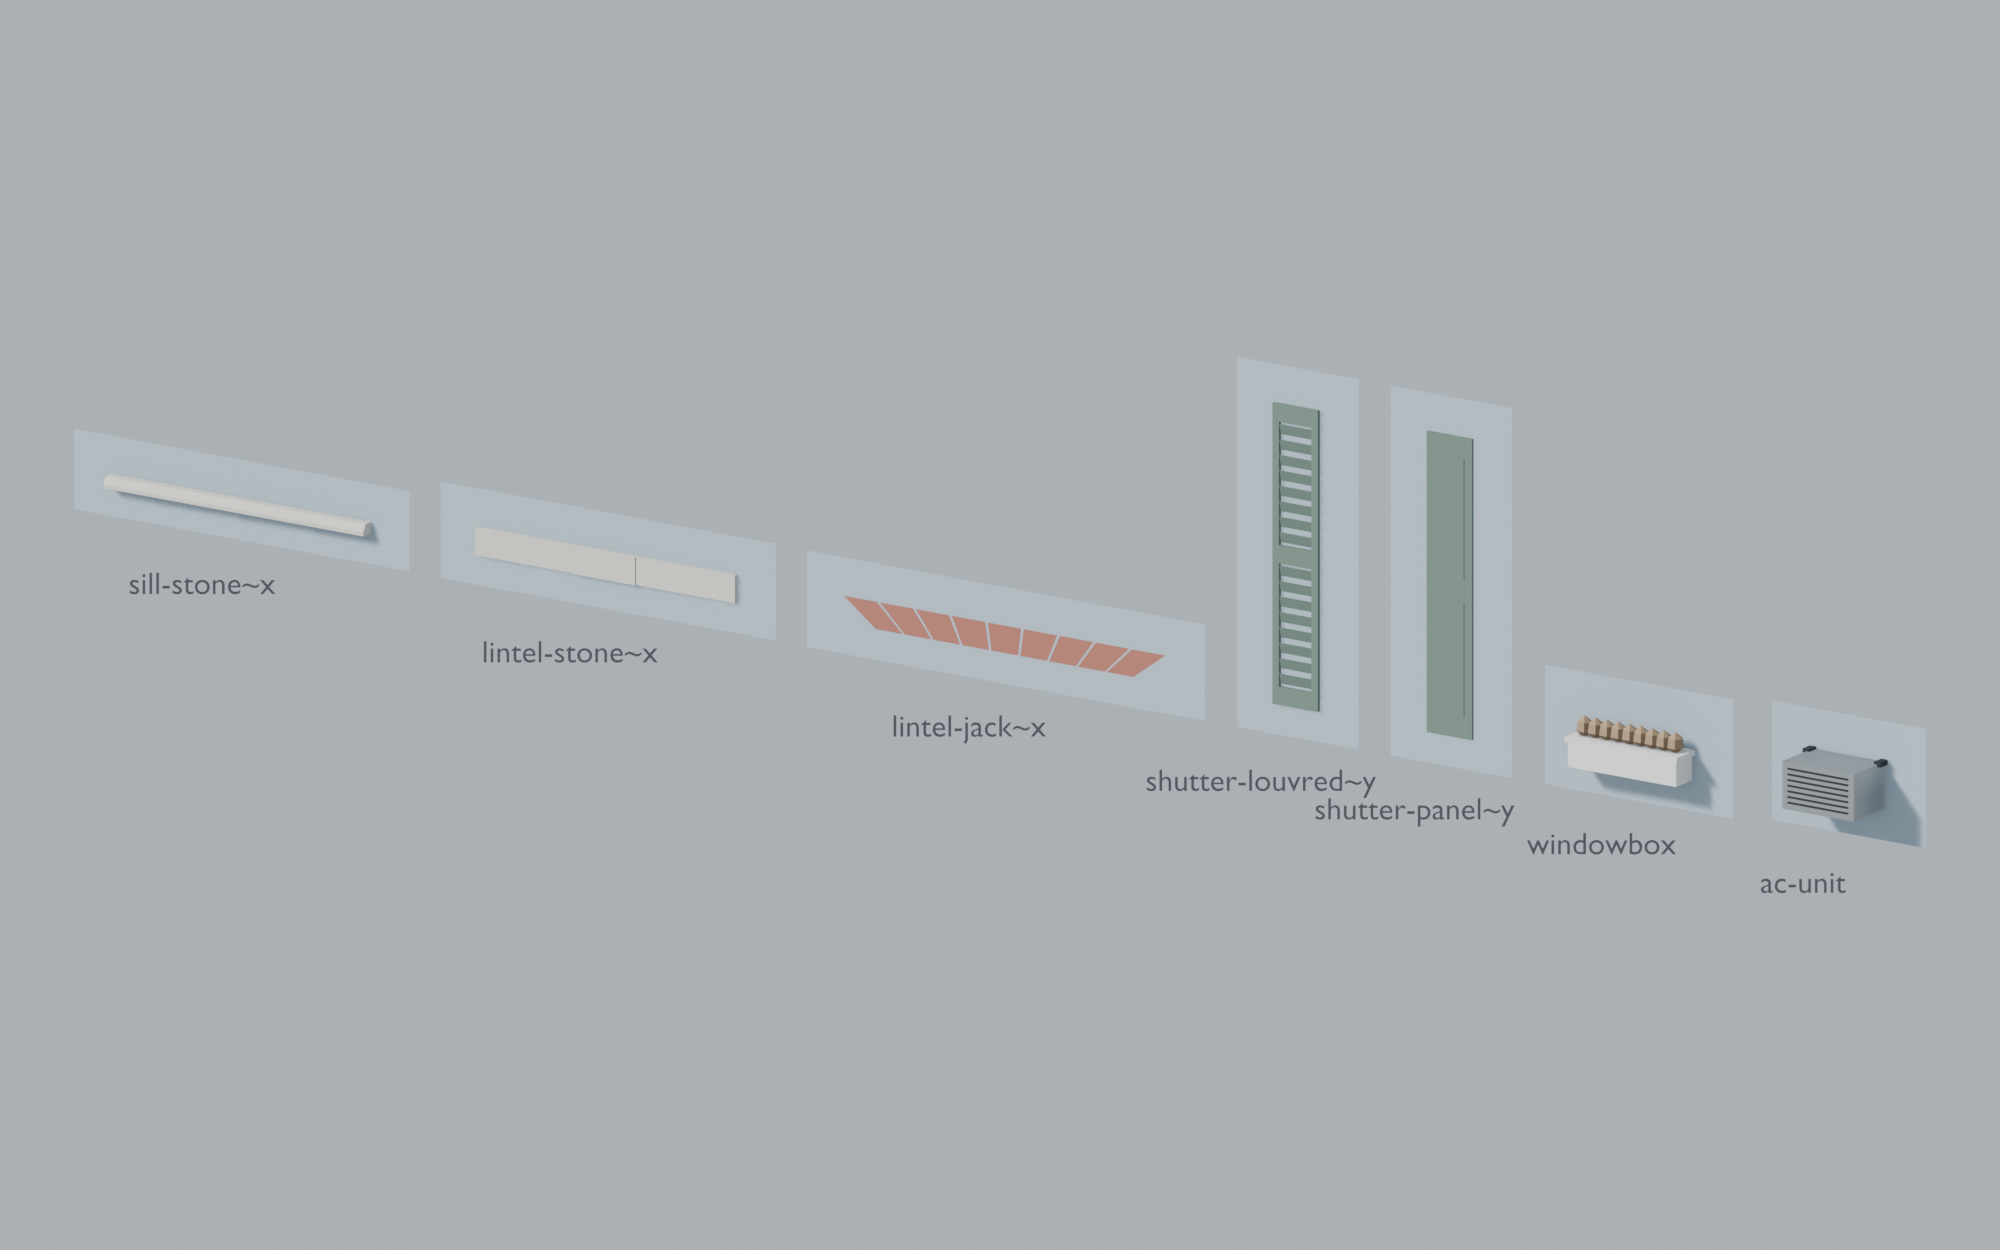 sill-stone~x
lintel-stone~x
lintel-jack~x
shutter-louvred~y
shutter-panel~y
windowbox
ac-unit